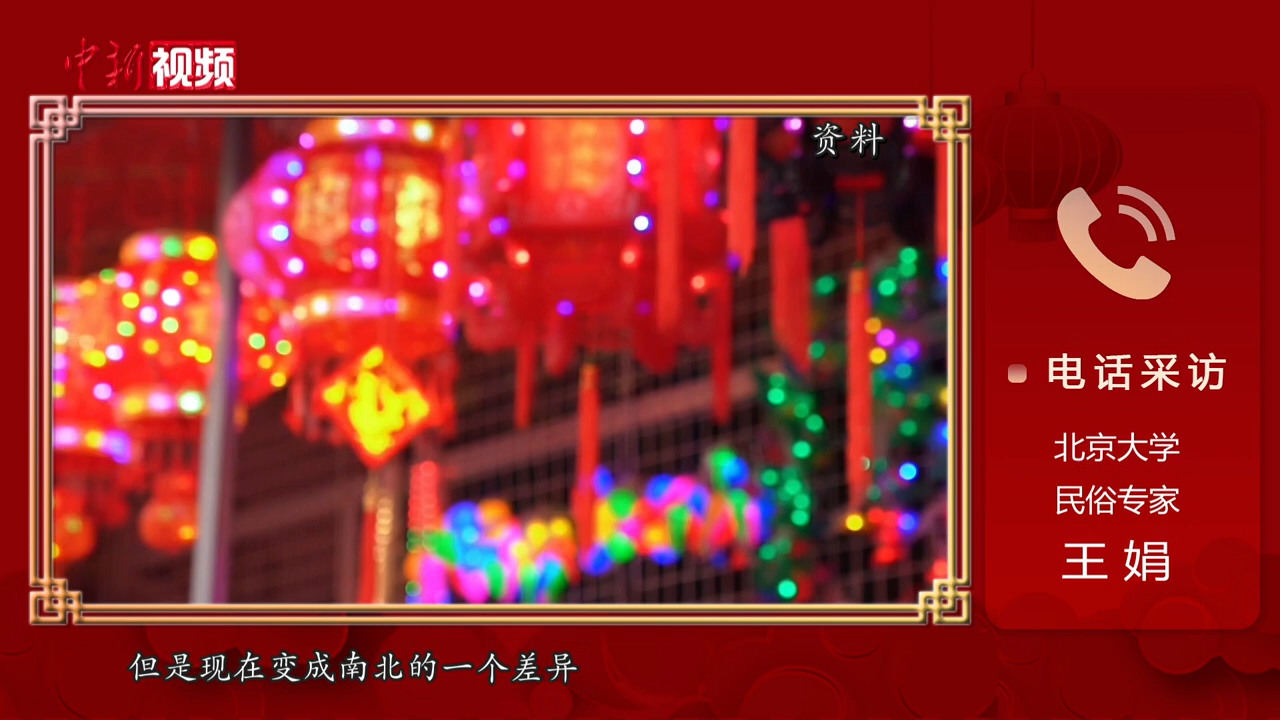 中新视频
资料
电话采访
北京大学
民俗专家
王娟
但是现在变成南北的一个差异